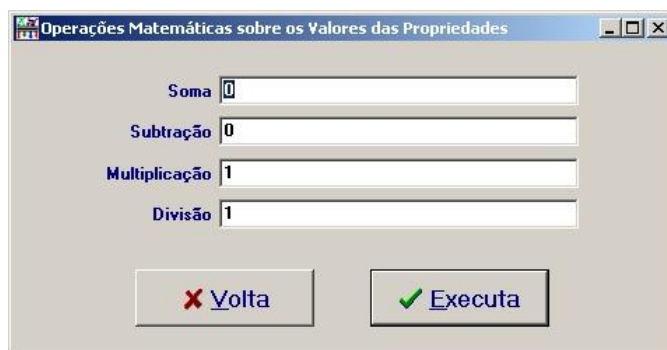 Operações Matemáticas sobre os Valores das Propriedades
Soma 0
Subtração 0
Multiplicação 1
Divisão 1
Volta Executa